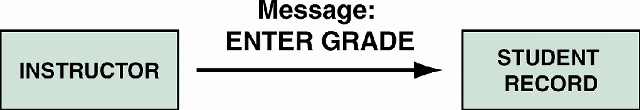 Message:
ENTER GRADE
INSTRUCTOR
STUDENT
RECORD